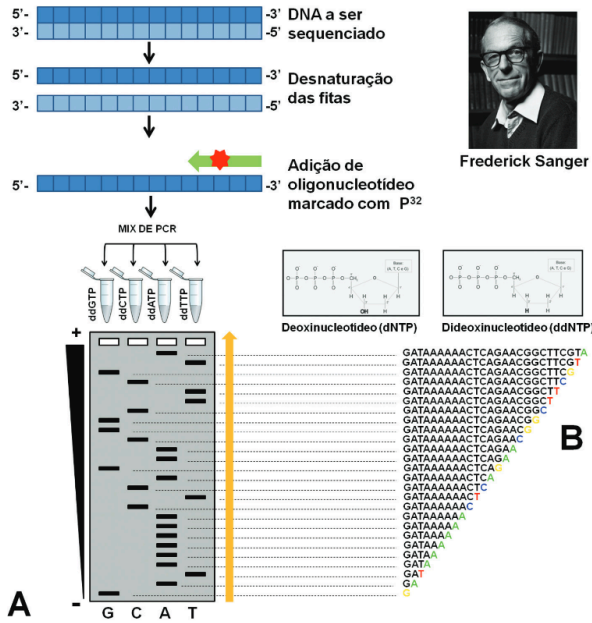 5'- -3' DNA a ser
3'- -5' sequenciado
5'- -3' Desnaturação
3'- -5' das fitas
Frederick Sanger
Adição de
5'- -3' oligonucleotídeo
marcado com P32
MIX DE PCR
ddGTP ddCTP ddATP ddTTP
Base:
(A, T, C e G)
P O P O P O
OH
Deoxinucleotídeo (dNTP)
Base:
(A, T, C e G)
P O P O P O
H
Dideoxinucleotídeo (ddNTP)
+
GATAAAAAACTCAGAACGGCTTCGTA
GATAAAAAACTCAGAACGGCTTCGT
GATAAAAAACTCAGAACGGCTTCG
GATAAAAAACTCAGAACGGCTTC
GATAAAAAACTCAGAACGGCTT
GATAAAAAACTCAGAACGGCT
GATAAAAAACTCAGAACGGC
GATAAAAAACTCAGAACGG
GATAAAAAACTCAGAACG
GATAAAAAACTCAGAAC
GATAAAAAACTCAGAA
GATAAAAAACTCAGA
GATAAAAAACTCAG
GATAAAAAACTCA
GATAAAAAACTC
GATAAAAAACT
GATAAAAAAC
GATAAAAAA
GATAAAAA
GATAAAA
GATAAA
GATAA
GATA
GAT
GA
G
B
-
A
G C A T